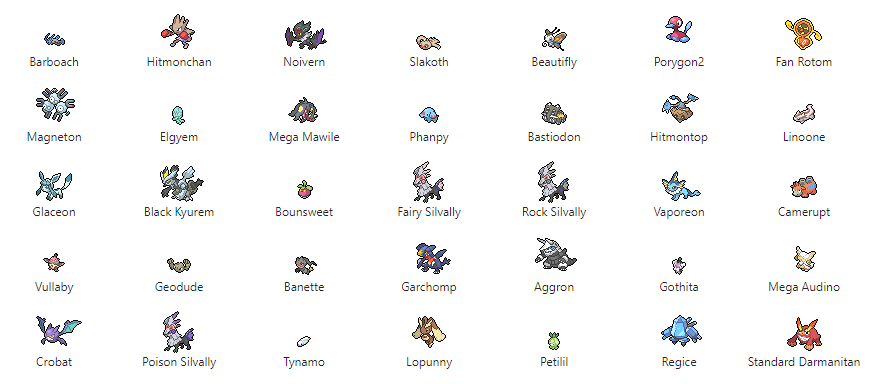 Barboach Hitmonchan Noivern Slakoth Beautifly Porygon2 Fan Rotom
Magneton Elgyem Mega Mawile Phanpy Bastiodon Hitmontop Linoone
Glaceon Black Kyurem Bounsweet Fairy Silvally Rock Silvally Vaporeon Camerupt
Vullaby Geodude Banette Garchomp Aggron Gothita Mega Audino
Crobat Poison Silvally Tynamo Lopunny Petilil Regice Standard Darmanitan